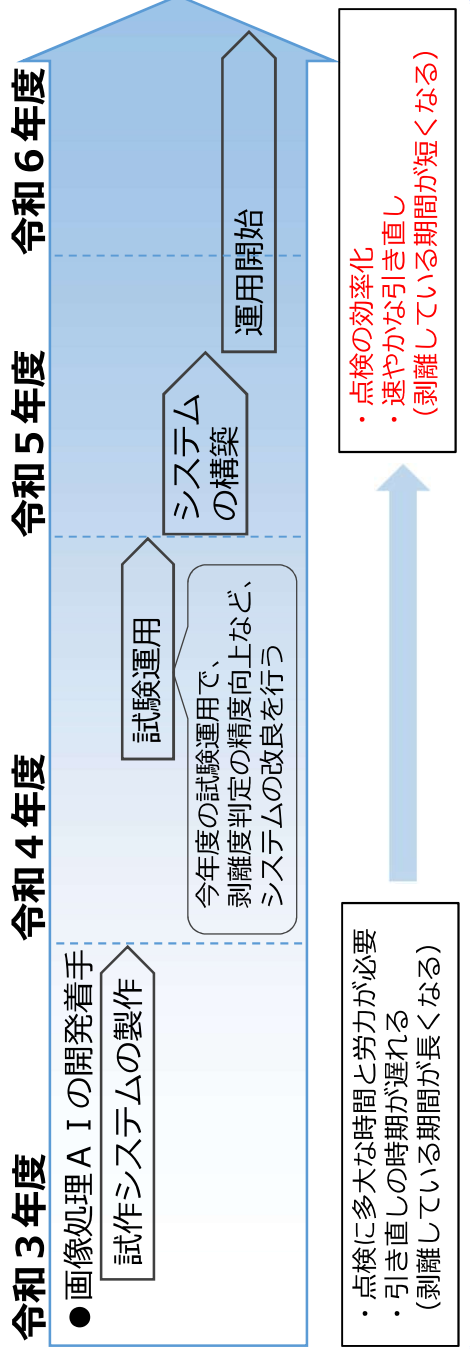 令和３年度
令和４年度
令和５年度
令和６年度
●画像処理ＡＩの開発着手
試作システムの製作
試験運用
今年度の試験運用で、
剥離度判定の精度向上など、
システムの改良を行う
システム
の構築
運用開始
・点検に多大な時間と労力が必要
・引き直しの時期が遅れる
（剥離している期間が長くなる）
・点検の効率化
・速やかな引き直し
（剥離している期間が短くなる）